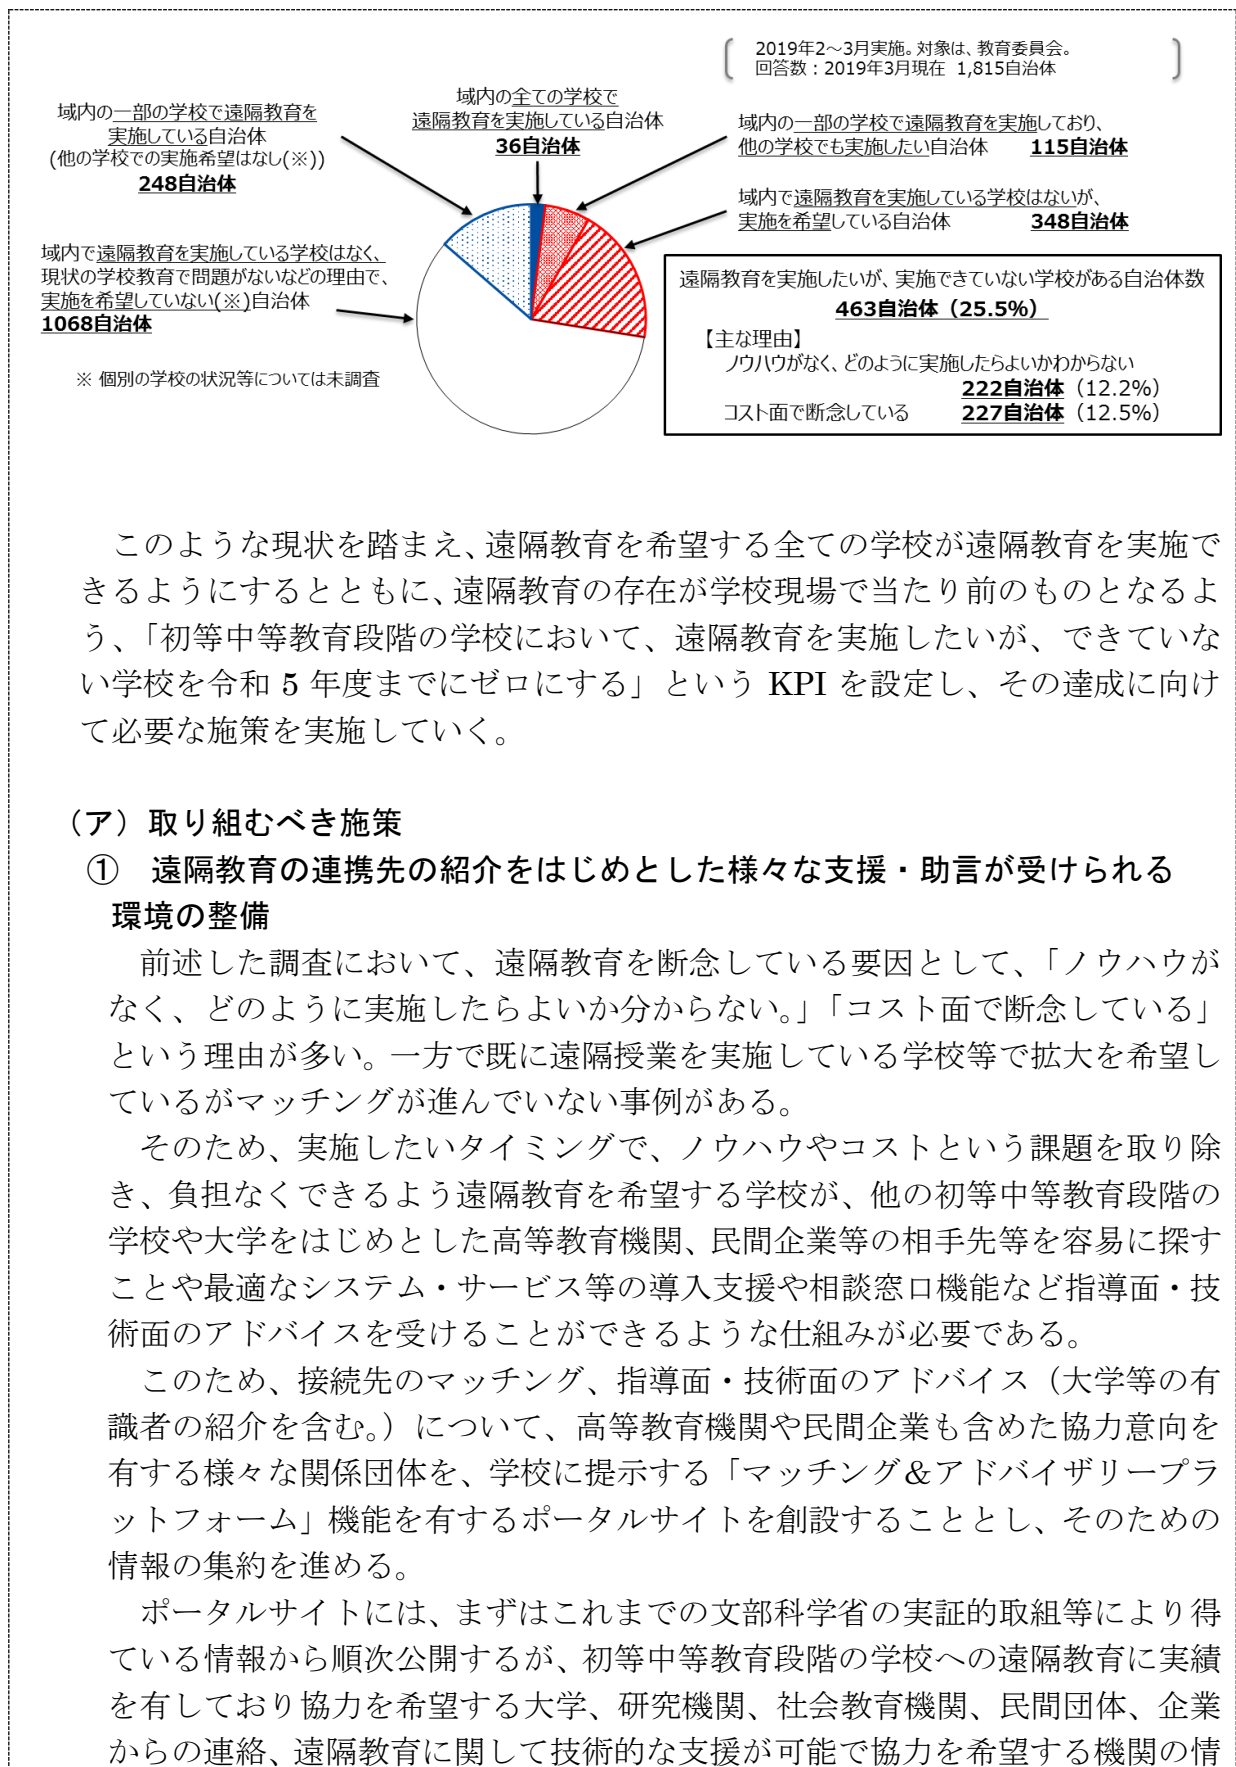 2019年2～3月実施。対象は、教育委員会。
回答数：2019年3月現在 1,815自治体
域内の一部の学校で遠隔教育を
実施している自治体
(他の学校での実施希望はなし(※))
248自治体
域内の全ての学校で
遠隔教育を実施している自治体
36自治体
域内の一部の学校で遠隔教育を実施しており、
他の学校でも実施したい自治体 115自治体
域内で遠隔教育を実施している学校はないが、
実施を希望している自治体 348自治体
域内で遠隔教育を実施している学校はなく、
現状の学校教育で問題がないなどの理由で、
実施を希望していない(※)自治体
1068自治体
※ 個別の学校の状況等については未調査
遠隔教育を実施したいが、実施できていない学校がある自治体数
463自治体（25.5%）
【主な理由】
ノウハウがなく、どのように実施したらよいかわからない
222自治体（12.2%）
コスト面で断念している 227自治体（12.5%）
このような現状を踏まえ、遠隔教育を希望する全ての学校が遠隔教育を実施で
きるようにするとともに、遠隔教育の存在が学校現場で当たり前のものとなるよ
う、「初等中等教育段階の学校において、遠隔教育を実施したいが、できていな
い学校を令和 5 年度までにゼロにする」という KPI を設定し、その達成に向け
て必要な施策を実施していく。
（ア）取り組むべき施策
① 遠隔教育の連携先の紹介をはじめとした様々な支援・助言が受けられる
環境の整備
前述した調査において、遠隔教育を断念している要因として、「ノウハウが
なく、どのように実施したらよいか分からない。」「コスト面で断念している」
という理由が多い。一方で既に遠隔授業を実施している学校等で拡大を希望し
ているがマッチングが進んでいない事例がある。
そのため、実施したいタイミングで、ノウハウやコストという課題を取り除
き、負担なくできるよう遠隔教育を希望する学校が、他の初等中等教育段階の
学校や大学をはじめとした高等教育機関、民間企業等の相手先等を容易に探す
ことや最適なシステム・サービス等の導入支援や相談窓口機能など指導面・技
術面のアドバイスを受けることができるような仕組みが必要である。
このため、接続先のマッチング、指導面・技術面のアドバイス（大学等の有
識者の紹介を含む。）について、高等教育機関や民間企業も含めた協力意向を
有する様々な関係団体を、学校に提示する「マッチング＆アドバイザリープラ
ットフォーム」機能を有するポータルサイトを創設することとし、そのための
情報の集約を進める。
ポータルサイトには、まずはこれまでの文部科学省の実証的取組等により得
ている情報から順次公開するが、初等中等教育段階の学校への遠隔教育に実績
を有しており協力を希望する大学、研究機関、社会教育機関、民間団体、企業
からの連絡、遠隔教育に関して技術的な支援が可能で協力を希望する機関の情